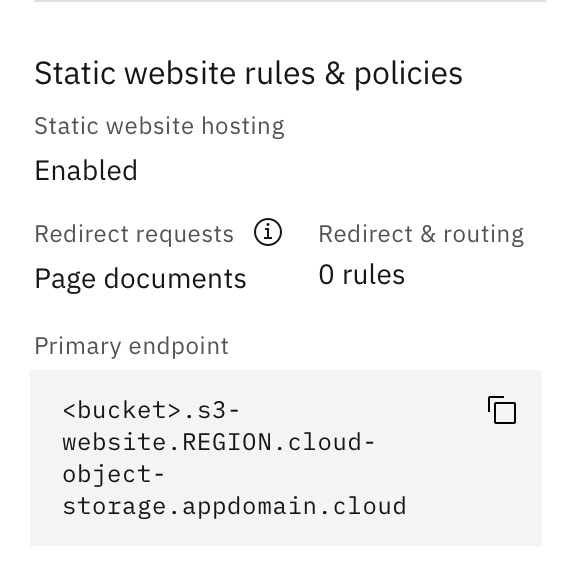 Static website rules & policies
Static website hosting
Enabled
Redirect requests
Redirect & routing
Page documents
0 rules
Primary endpoint
<bucket>.s3-
website.REGION.cloud-
object-
storage.appdomain.cloud